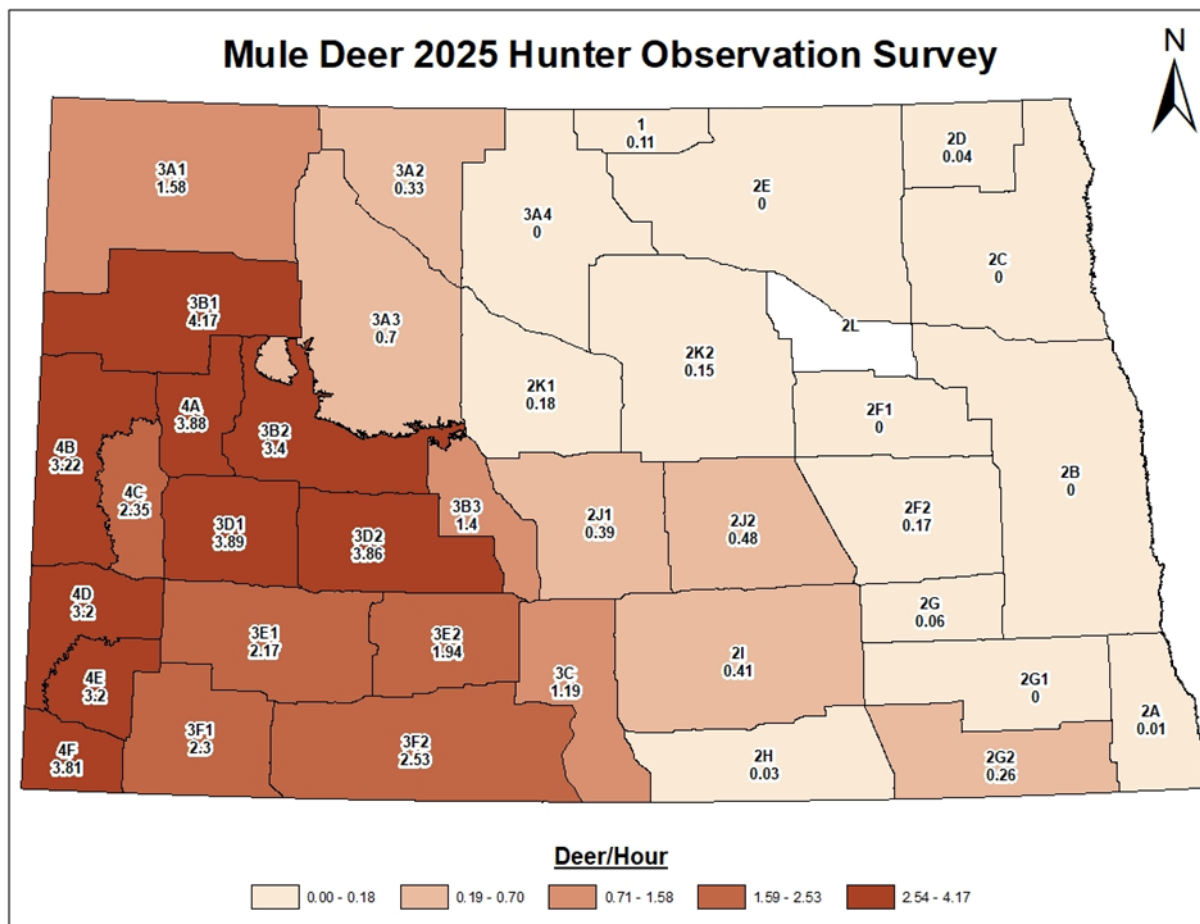 Mule Deer 2025 Hunter Observation Survey
N
3A1
1.58
3A2
0.33
1
0.11
2D
0.04
2E
0
3A4
0
2C
0
3B1
4.17
3A3
0.7
2L
2K2
0.15
2K1
0.18
4A
3.88
2F1
0
3B2
3.4
4B
3.22
2B
0
4C
2.35
3B3
1.4
2J1
0.39
2J2
0.48
2F2
0.17
3D1
3.89
3D2
3.86
4D
3.2
2G
0.06
3E1
2.17
3E2
1.94
2I
0.41
4E
3.2
3C
1.19
2G1
0
2A
0.01
3F1
2.3
3F2
2.53
4F
3.81
2H
0.03
2G2
0.26
Deer/Hour
0.00 - 0.18
0.19 - 0.70
0.71 - 1.58
1.59 - 2.53
2.54 - 4.17